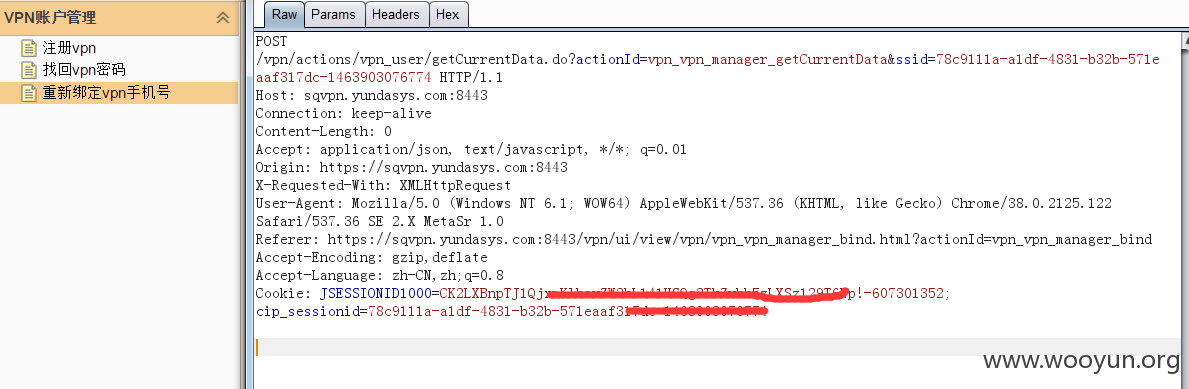 VPN账户管理
注册vpn
找回vpn密码
重新绑定vpn手机号
Raw Params Headers Hex
POST
/vpn/actions/vpn_user/getCurrentData.do?actionId=vpn_vpn_manager_getCurrentData&ssid=78c9111a-a1df-4831-b32b-571e
aaf317dc-1463903076774 HTTP/1.1
Host: sqvpn.yundasys.com:8443
Connection: keep-alive
Content-Length: 0
Accept: application/json, text/javascript, */*; q=0.01
Origin: https://sqvpn.yundasys.com:8443
X-Requested-With: XMLHttpRequest
User-Agent: Mozilla/5.0 (Windows NT 6.1; WOW64) AppleWebKit/537.36 (KHTML, like Gecko) Chrome/38.0.2125.122
Safari/537.36 SE 2.X MetaSr 1.0
Referer: https://sqvpn.yundasys.com:8443/vpn/ui/view/vpn/vpn_vpn_manager_bind.html?actionId=vpn_vpn_manager_bind
Accept-Encoding: gzip,deflate
Accept-Language: zh-CN,zh;q=0.8
Cookie: JSESSIONID1000=CK2LXBnpTJ1Qj p!-607301352;
cip_sessionid=78c9111a-a1df-4831-b32b-571eaaf3
www.wooyun.org